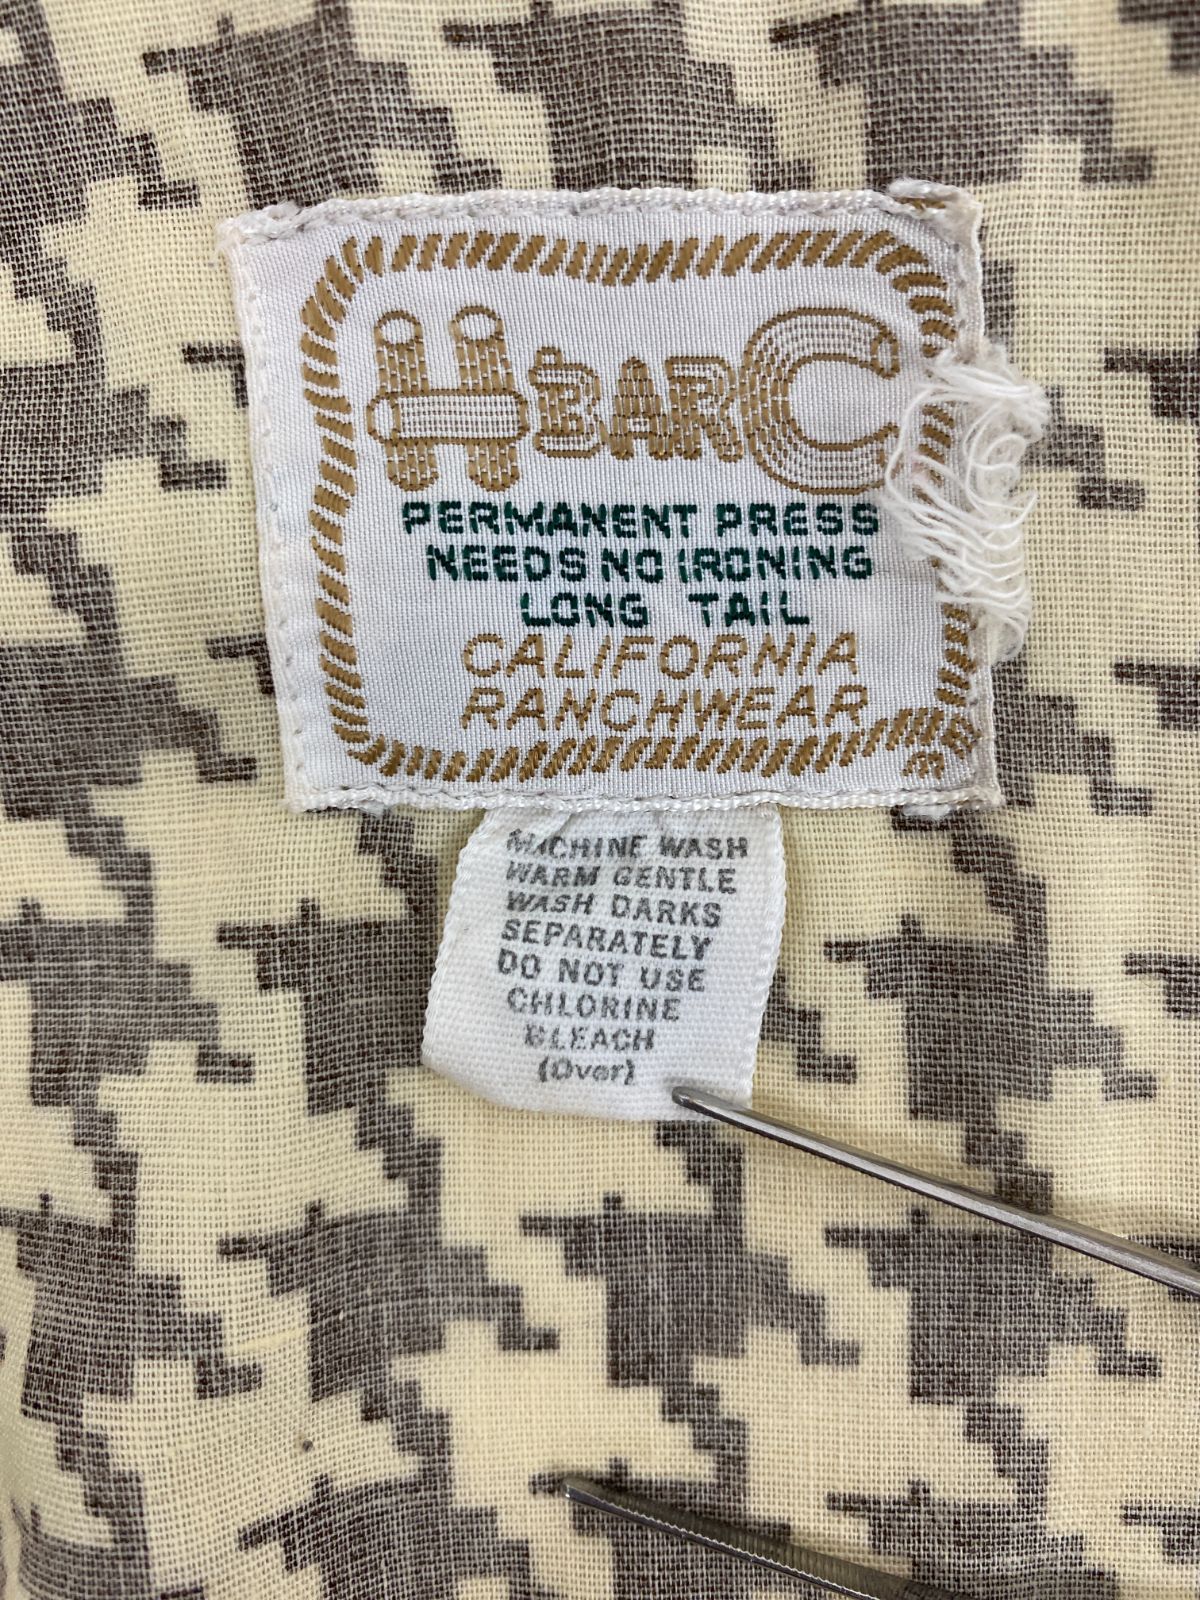 H BAR C
PERMANENT PRESS
NEEDS NO IRONING
LONG TAIL
CALIFORNIA
RANCHWEAR
MACHINE WASH
WARM GENTLE
WASH DARKS
SEPARATELY
DO NOT USE
CHLORINE
BLEACH
(Over)